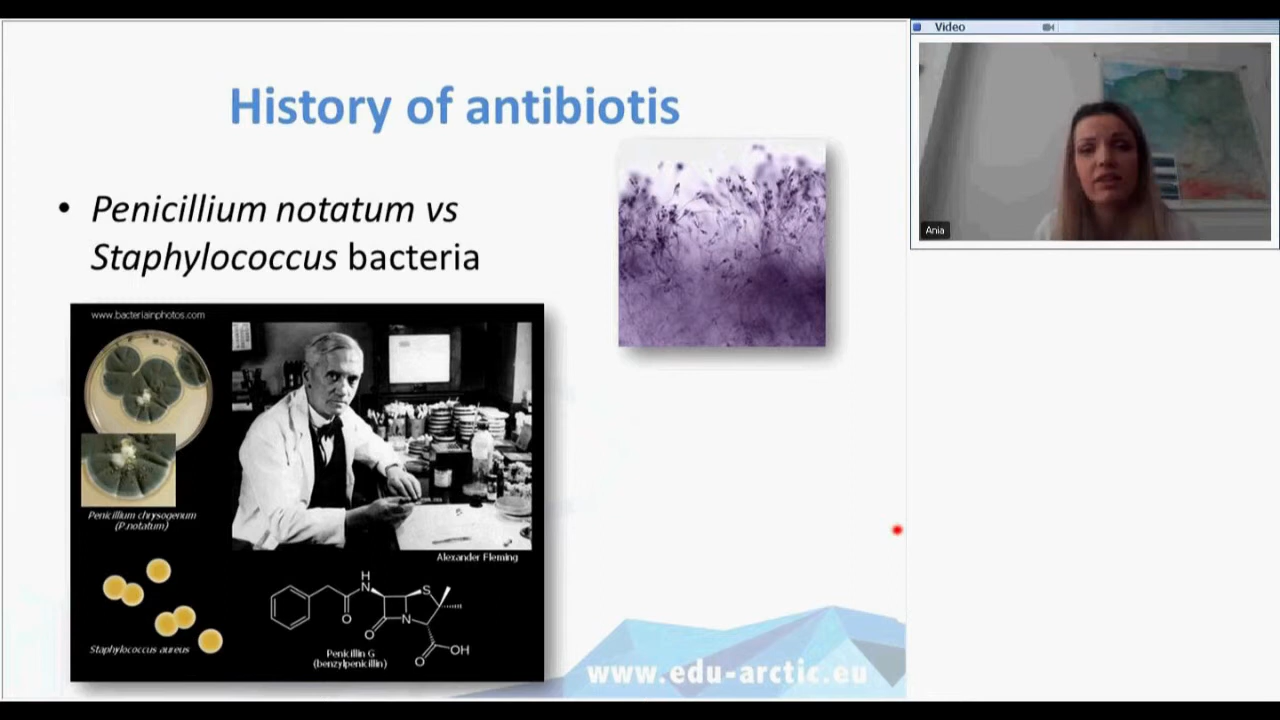 History of antibiotis
• Penicillium notatum vs
Staphylococcus bacteria
www.bacteriainphotos.com
Penicillium chrysogenum
(P.notatum)
Alexander Fleming
Staphylococcus aureus
H
N
S
O
O
N
OH
O
Penicillin G
(benzylpenicillin)
www.edu-arctic.eu
Video
Ania